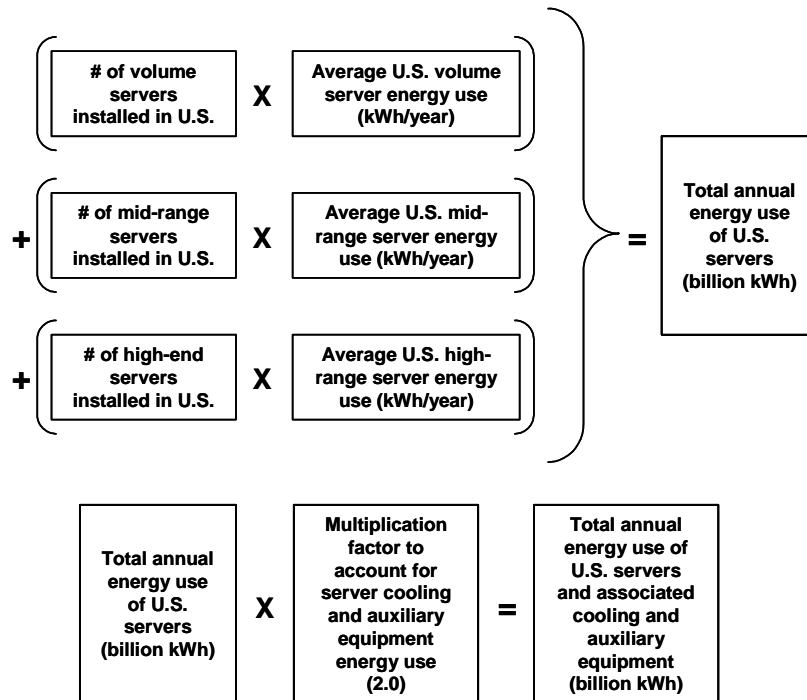 # of volume
servers
installed in U.S.
X
Average U.S. volume
server energy use
(kWh/year)
+
# of mid-range
servers
installed in U.S.
X
Average U.S. mid-
range server energy
use (kWh/year)
+
# of high-end
servers
installed in U.S.
X
Average U.S. high-
range server energy
use (kWh/year)
=
Total annual
energy use
of U.S.
servers
(billion kWh)
Total annual
energy use
of U.S.
servers
(billion kWh)
X
Multiplication
factor to
account for
server cooling
and auxiliary
equipment
energy use
(2.0)
=
Total annual
energy use of
U.S. servers
and associated
cooling and
auxiliary
equipment
(billion kWh)